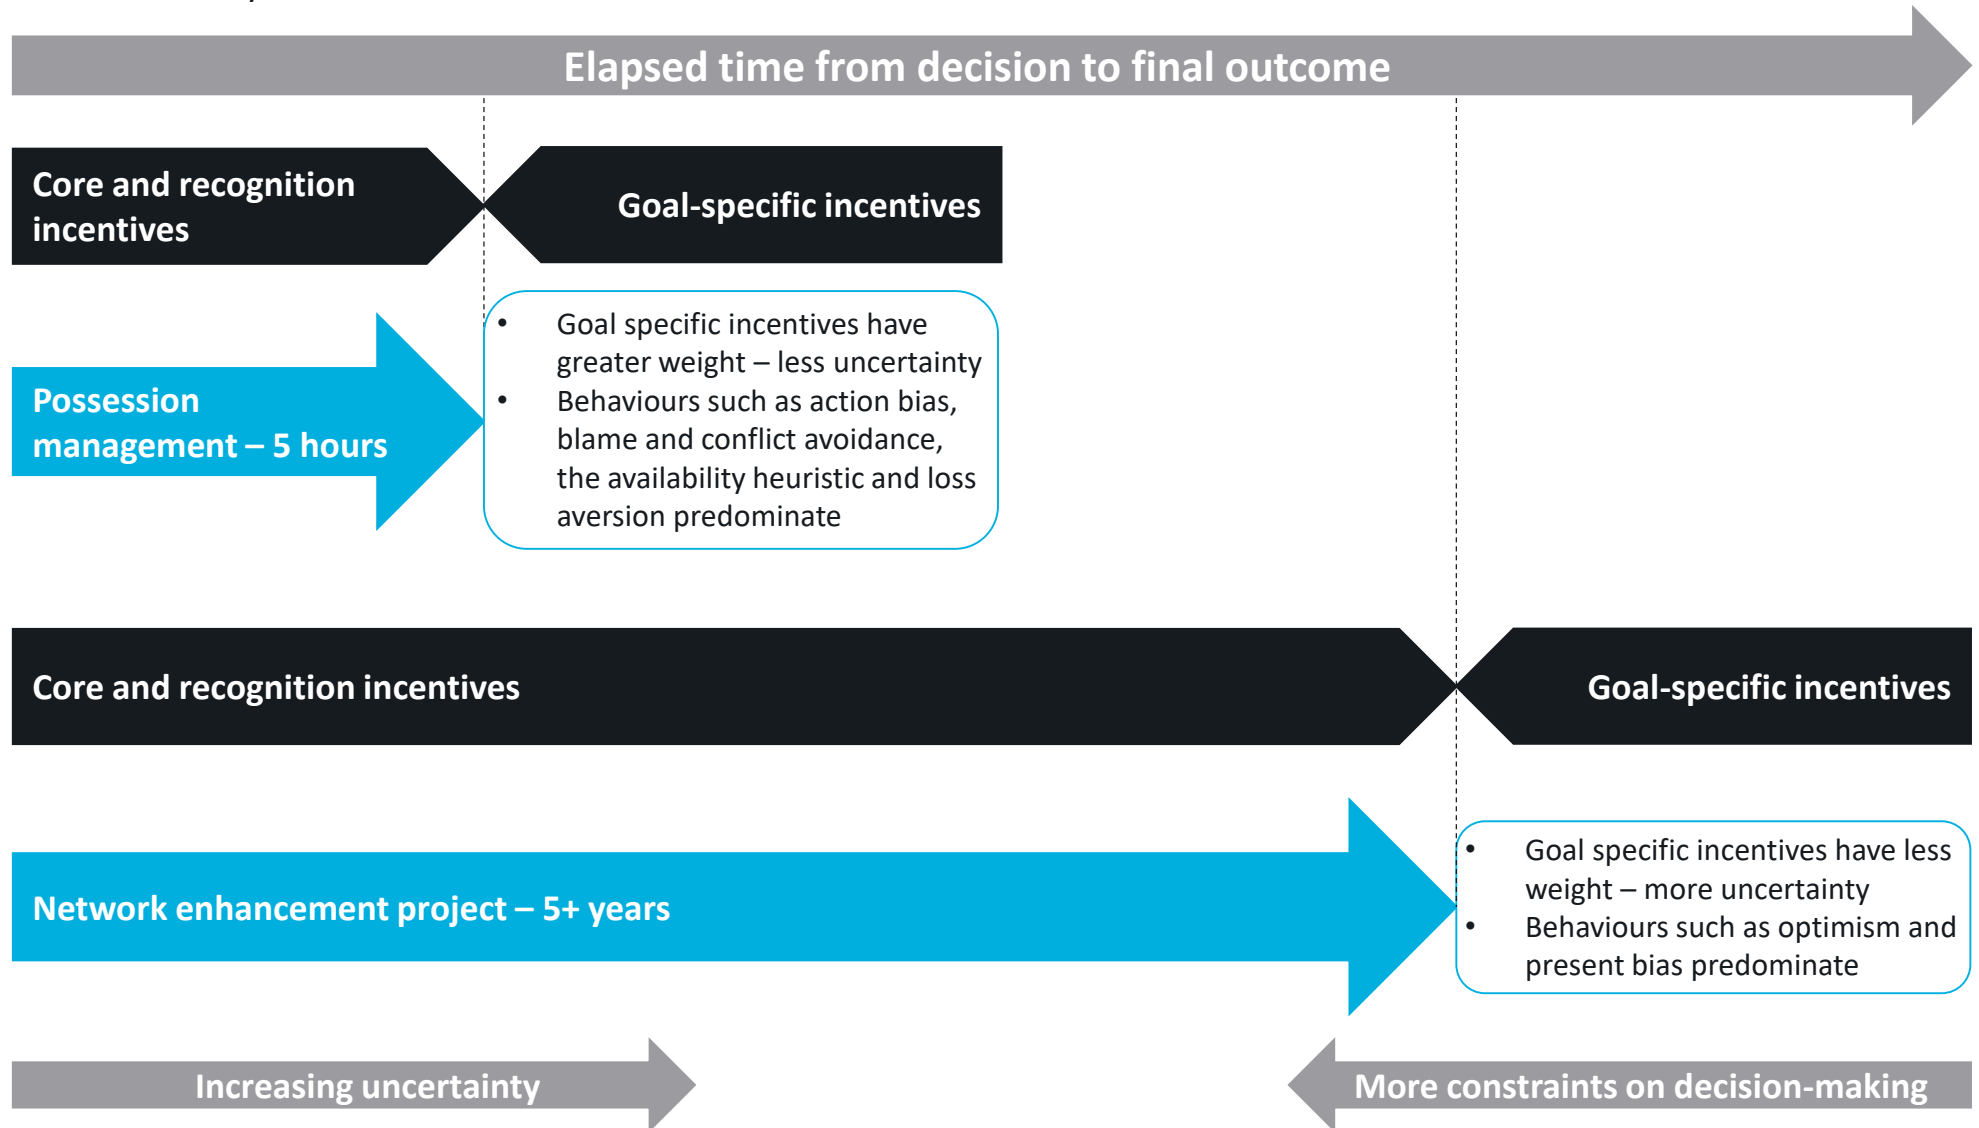 Elapsed time from decision to final outcome
Core and recognition
incentives
Goal-specific incentives
Possession
management – 5 hours
• Goal specific incentives have
greater weight – less uncertainty
• Behaviours such as action bias,
blame and conflict avoidance,
the availability heuristic and loss
aversion predominate
Core and recognition incentives
Goal-specific incentives
Network enhancement project – 5+ years
• Goal specific incentives have less
weight – more uncertainty
• Behaviours such as optimism and
present bias predominate
Increasing uncertainty
More constraints on decision-making